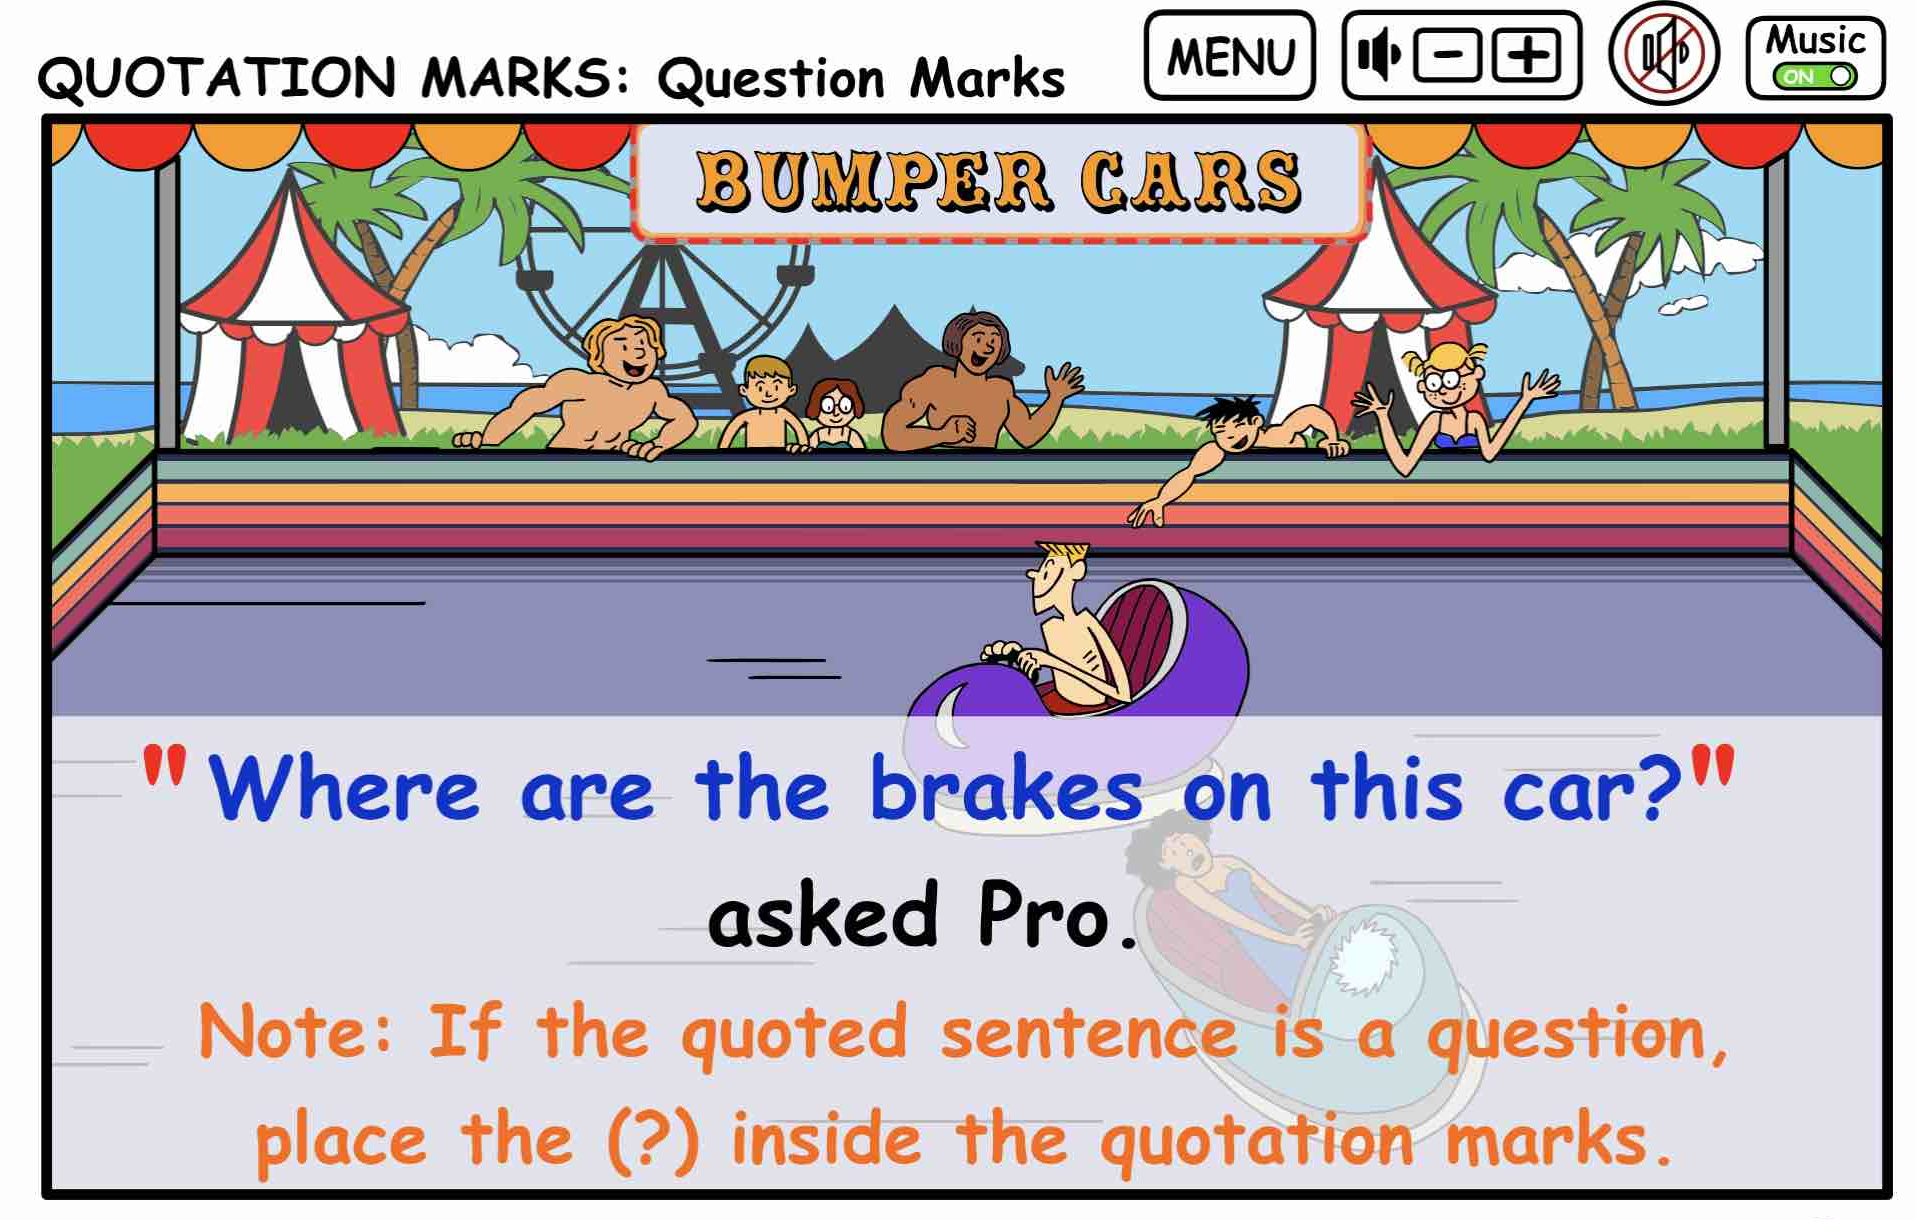 QUOTATION MARKS: Question Marks
MENU
Music
ON
BUMPER CARS
"Where are the brakes on this car?"
asked Pro.
Note: If the quoted sentence is a question,
place the (?) inside the quotation marks.